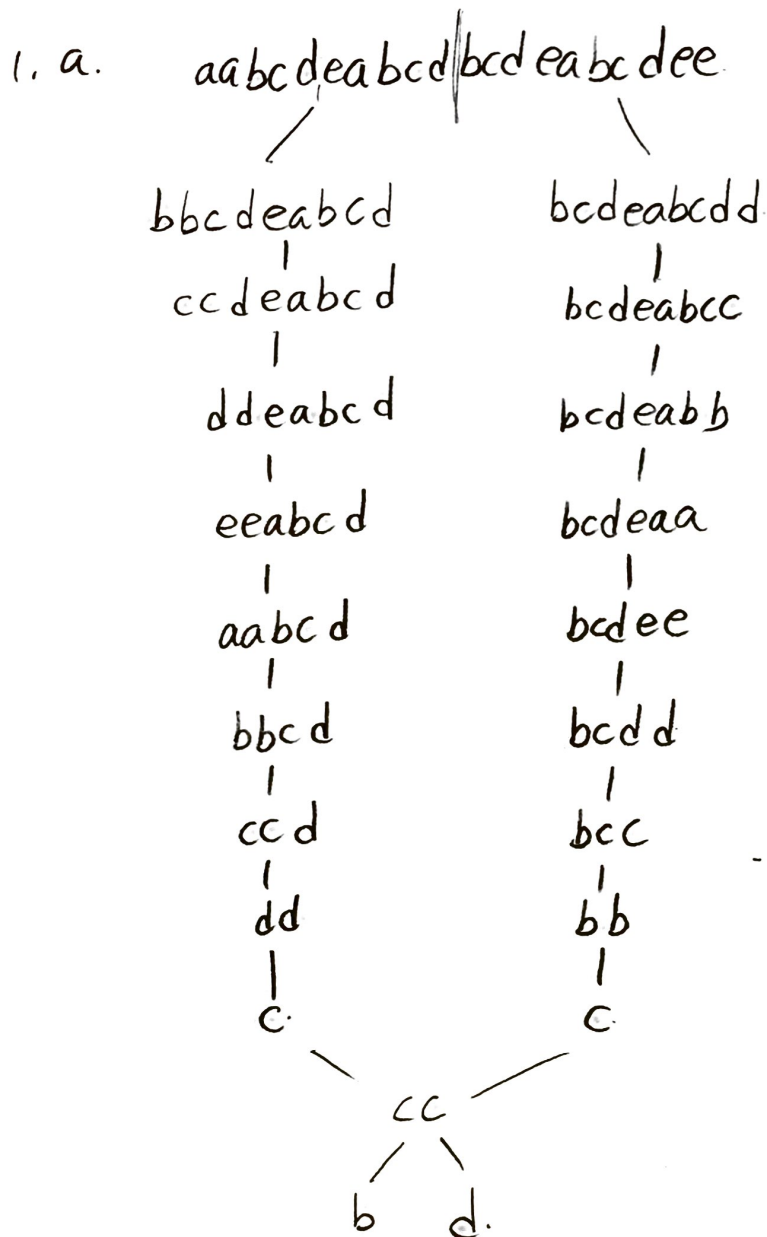 1. a. aabcdeabcd|bcdeabcdee
bbcdeabcd bcdeabcdd
ccdeabcd bcdeabcc
ddeabcd bcdeabb
eeabcd bcdeaa
aabcd bcdee
bbcd bcdd
ccd bcc
dd bb
c. c.
cc
b d.